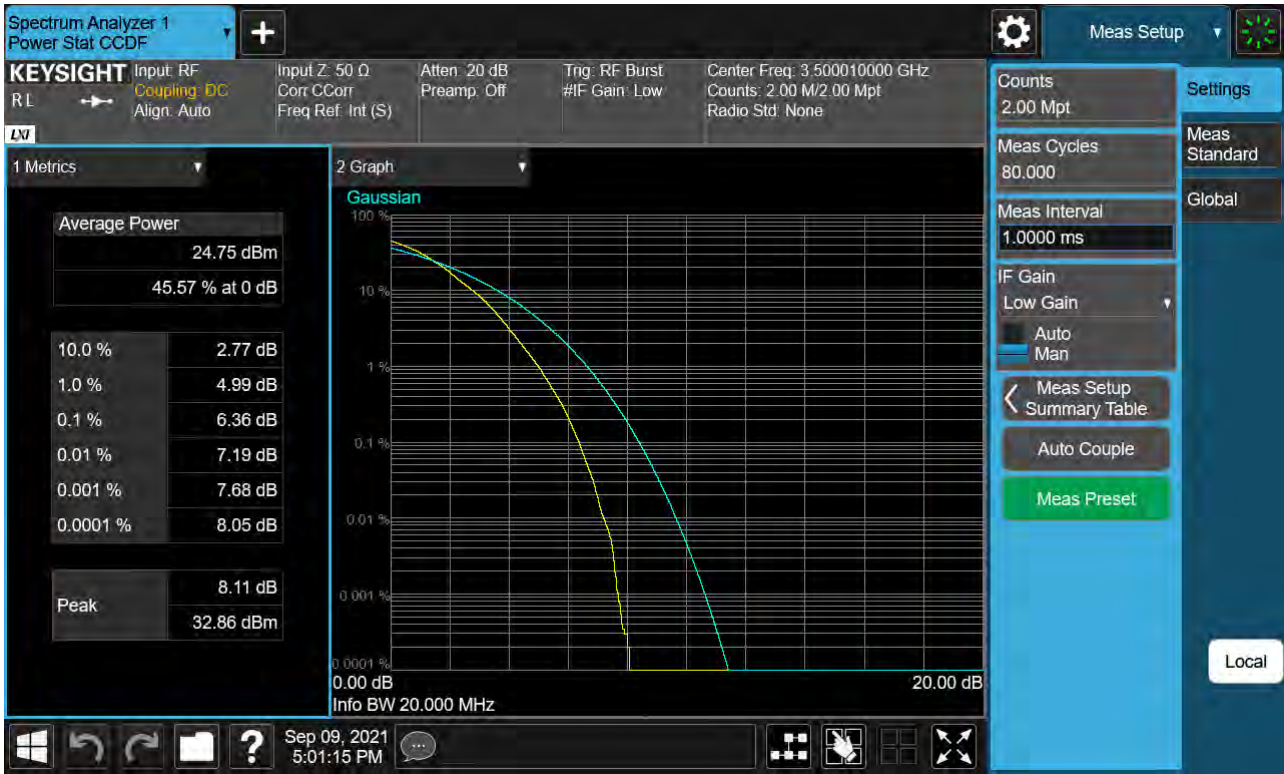 Spectrum Analyzer 1
Power Stat CCDF
Meas Setup
KEYSIGHT
RL
LXI
Input: RF
Coupling: DC
Align: Auto
Input Z: 50 Ω
Corr CCorr
Freq Ref: Int (S)
Atten: 20 dB
Preamp: Off
Trig: RF Burst
#IF Gain: Low
Center Freq: 3.500010000 GHz
Counts: 2.00 M/2.00 Mpt
Radio Std: None
1 Metrics
Average Power
24.75 dBm
45.57 % at 0 dB
10.0 % 2.77 dB
1.0 % 4.99 dB
0.1 % 6.36 dB
0.01 % 7.19 dB
0.001 % 7.68 dB
0.0001 % 8.05 dB
Peak
8.11 dB
32.86 dBm
2 Graph
Gaussian
100 %
10 %
1 %
0.1 %
0.01 %
0.001 %
0.0001 %
0.00 dB
20.00 dB
Info BW 20.000 MHz
Counts
2.00 Mpt
Meas Cycles
80.000
Meas Interval
1.0000 ms
IF Gain
Low Gain
Auto
Man
Meas Setup
Summary Table
Auto Couple
Meas Preset
Settings
Meas
Standard
Global
Local
?
Sep 09, 2021
5:01:15 PM